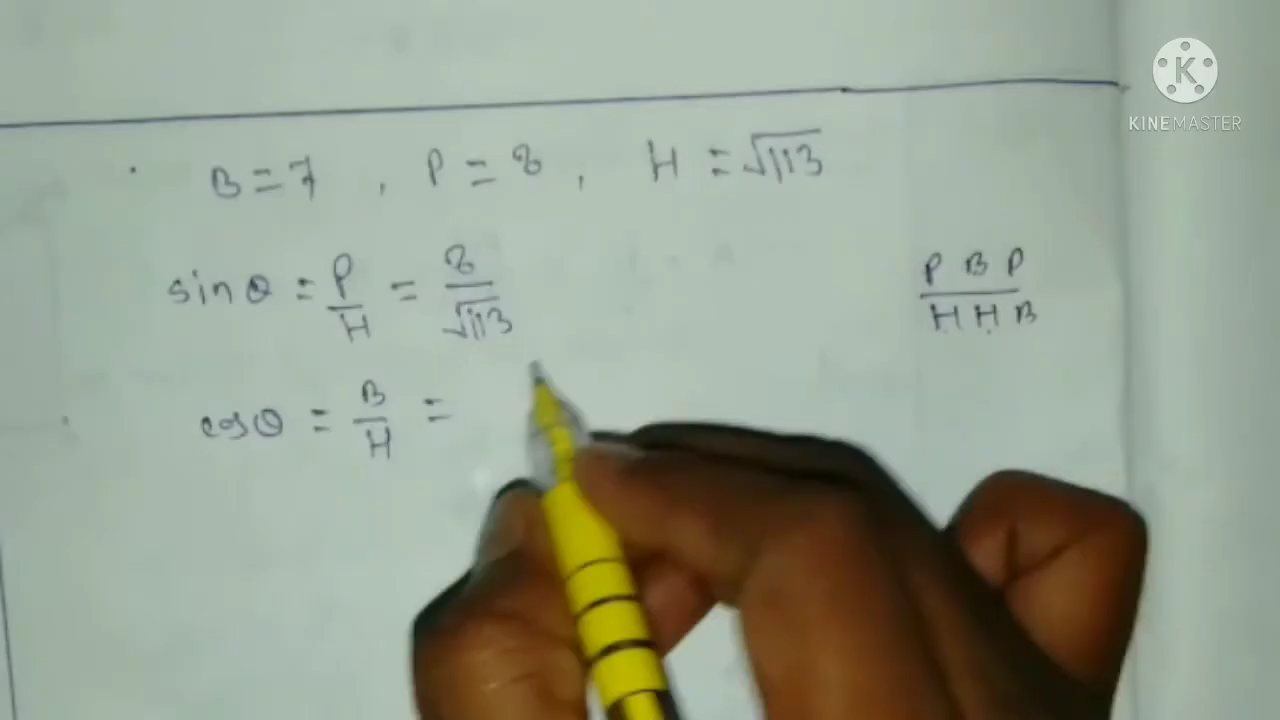 B = 7 , P = 8 , H = √113
sin θ = P/H = 8/√113
P B P
H H B
cos θ = B/H =
K
KINEMASTER